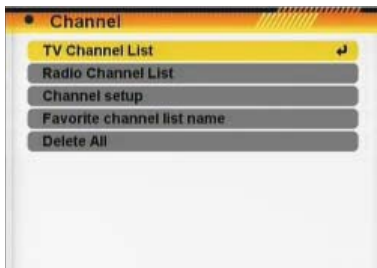 Channel
TV Channel List
Radio Channel List
Channel setup
Favorite channel list name
Delete All